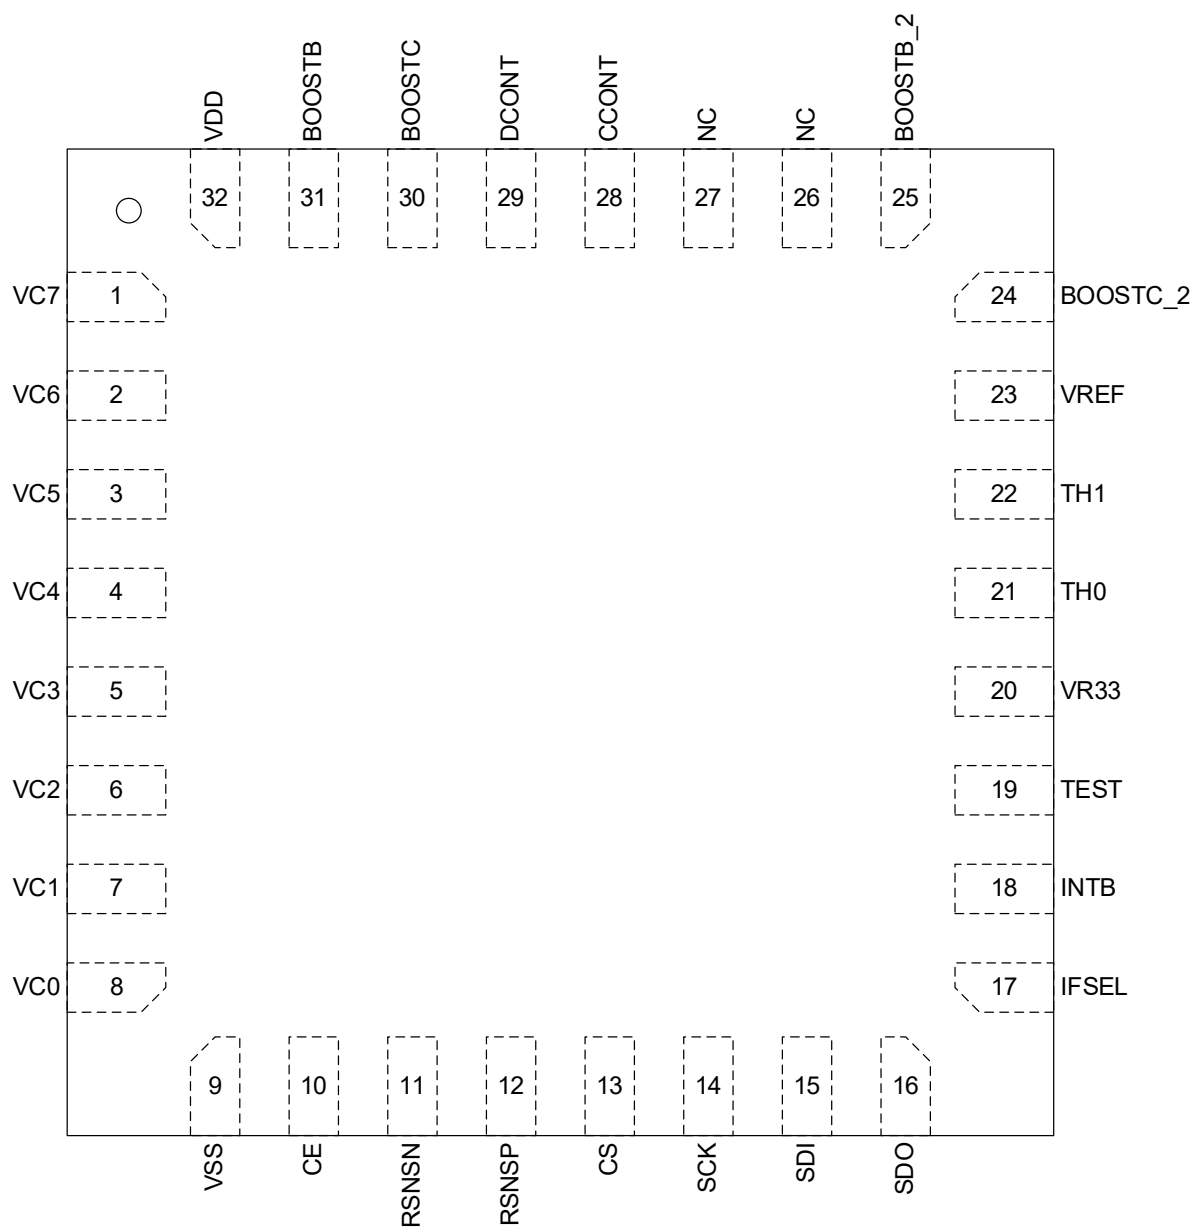 VDD BOOSTB BOOSTC DCONT CCONT NC NC BOOSTB_2
32 31 30 29 28 27 26 25
VC7 1 24 BOOSTC_2
VC6 2 23 VREF
VC5 3 22 TH1
VC4 4 21 TH0
VC3 5 20 VR33
VC2 6 19 TEST
VC1 7 18 INTB
VC0 8 17 IFSEL
9 10 11 12 13 14 15 16
VSS CE RSNSN RSNSP CS SCK SDI SDO